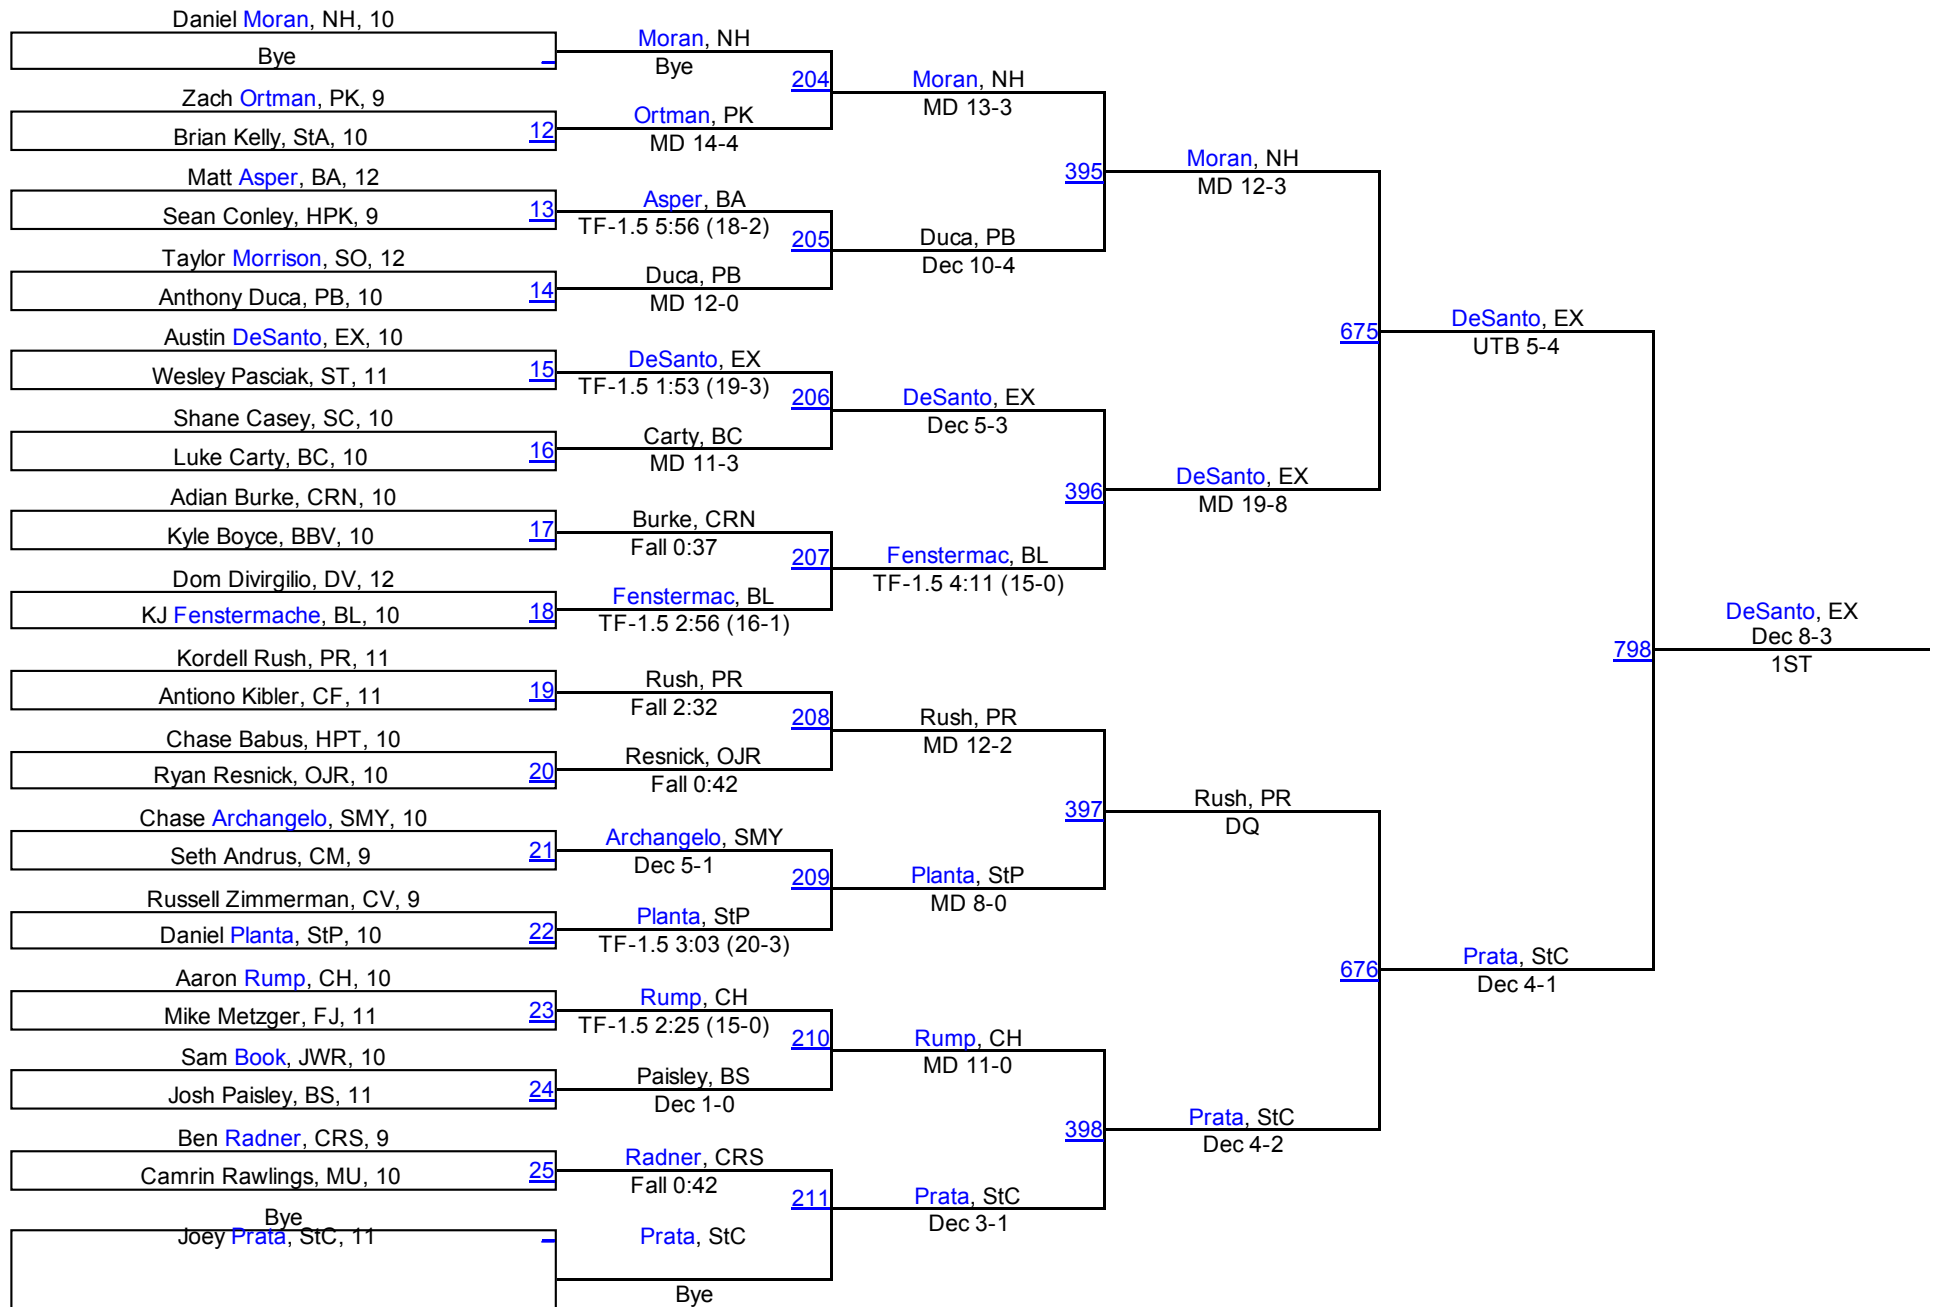 Daniel Moran, NH, 10
Bye
Zach Ortman, PK, 9
Brian Kelly, StA, 10
12
Matt Asper, BA, 12
Sean Conley, HPK, 9
13
Taylor Morrison, SO, 12
Anthony Duca, PB, 10
14
Austin DeSanto, EX, 10
Wesley Pasciak, ST, 11
15
Shane Casey, SC, 10
Luke Carty, BC, 10
16
Adian Burke, CRN, 10
Kyle Boyce, BBV, 10
17
Dom Divirgilio, DV, 12
KJ Fenstermache, BL, 10
18
Kordell Rush, PR, 11
Antiono Kibler, CF, 11
19
Chase Babus, HPT, 10
Ryan Resnick, OJR, 10
20
Chase Archangelo, SMY, 10
Seth Andrus, CM, 9
21
Russell Zimmerman, CV, 9
Daniel Planta, StP, 10
22
Aaron Rump, CH, 10
Mike Metzger, FJ, 11
23
Sam Book, JWR, 10
Josh Paisley, BS, 11
24
Ben Radner, CRS, 9
Camrin Rawlings, MU, 10
25
Bye
Joey Prata, StC, 11
Moran, NH
Bye
204
Ortman, PK
MD 14-4
Asper, BA
TF-1.5 5:56 (18-2)
205
Duca, PB
MD 12-0
DeSanto, EX
TF-1.5 1:53 (19-3)
206
Carty, BC
MD 11-3
Burke, CRN
Fall 0:37
207
Fenstermac, BL
TF-1.5 2:56 (16-1)
Rush, PR
Fall 2:32
208
Resnick, OJR
Fall 0:42
Archangelo, SMY
Dec 5-1
209
Planta, StP
TF-1.5 3:03 (20-3)
Rump, CH
TF-1.5 2:25 (15-0)
210
Paisley, BS
Dec 1-0
Radner, CRS
Fall 0:42
211
Prata, StC
Bye
Moran, NH
MD 13-3
395
Duca, PB
Dec 10-4
DeSanto, EX
Dec 5-3
396
Fenstermac, BL
TF-1.5 4:11 (15-0)
Rush, PR
MD 12-2
397
Planta, StP
MD 8-0
Rump, CH
MD 11-0
398
Prata, StC
Dec 3-1
Moran, NH
MD 12-3
675
DeSanto, EX
MD 19-8
Rush, PR
DQ
676
Prata, StC
Dec 4-2
DeSanto, EX
UTB 5-4
798
Prata, StC
Dec 4-1
DeSanto, EX
Dec 8-3
1ST